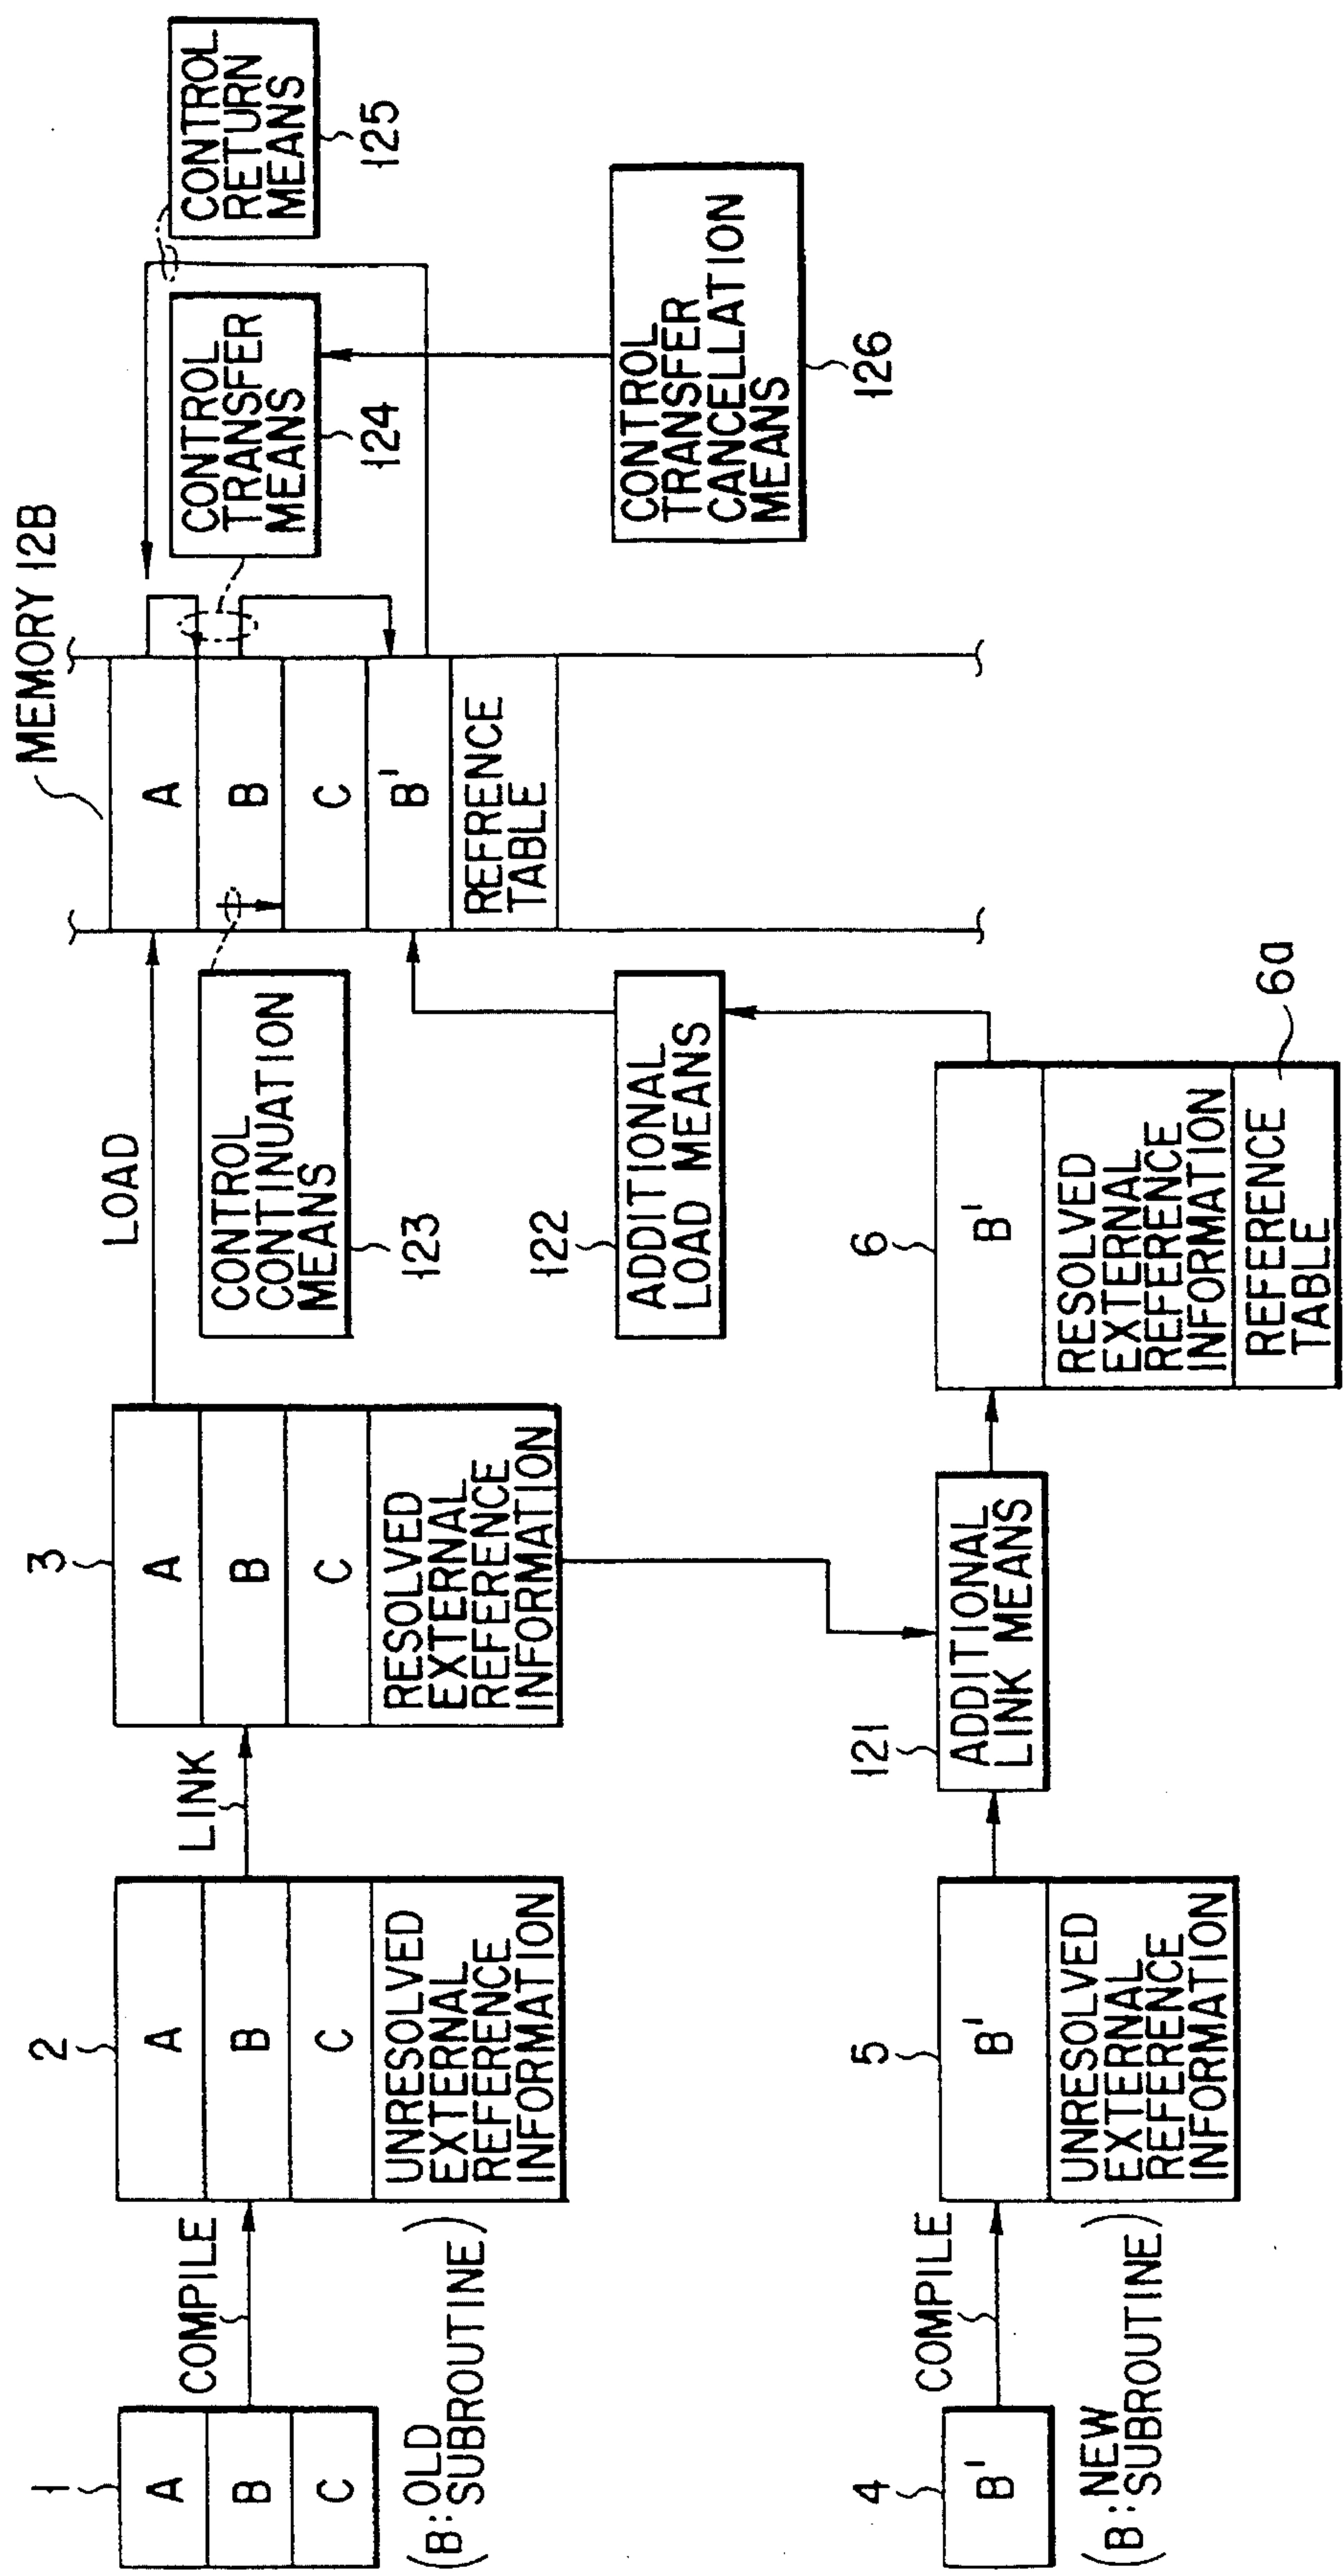 1
A
B
C
(B: OLD
SUBROUTINE)
COMPILE
2
A
B
C
UNRESOLVED
EXTERNAL
REFERENCE
INFORMATION
LINK
3
A
B
C
RESOLVED
EXTERNAL
REFERENCE
INFORMATION
LOAD
CONTROL
CONTINUATION
MEANS
123
MEMORY 12B
A
B
C
B'
REFERENCE
TABLE
CONTROL
TRANSFER
MEANS
124
CONTROL
RETURN
MEANS
125
CONTROL
TRANSFER
CANCELLATION
MEANS
126
122
ADDITIONAL
LOAD MEANS
4
B'
(B: NEW
SUBROUTINE)
COMPILE
5
B'
UNRESOLVED
EXTERNAL
REFERENCE
INFORMATION
121
ADDITIONAL
LINK MEANS
6
B'
RESOLVED
EXTERNAL
REFERENCE
INFORMATION
REFERENCE
TABLE
6a